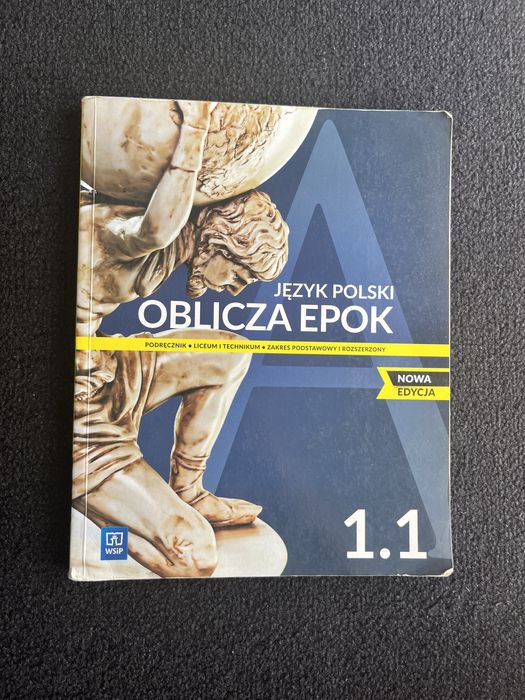 JĘZYK POLSKI
OBLICZA EPOK
PODRĘCZNIK • LICEUM I TECHNIKUM • ZAKRES PODSTAWOWY I ROZSZERZONY
NOWA
EDYCJA
A
1.1
WSiP